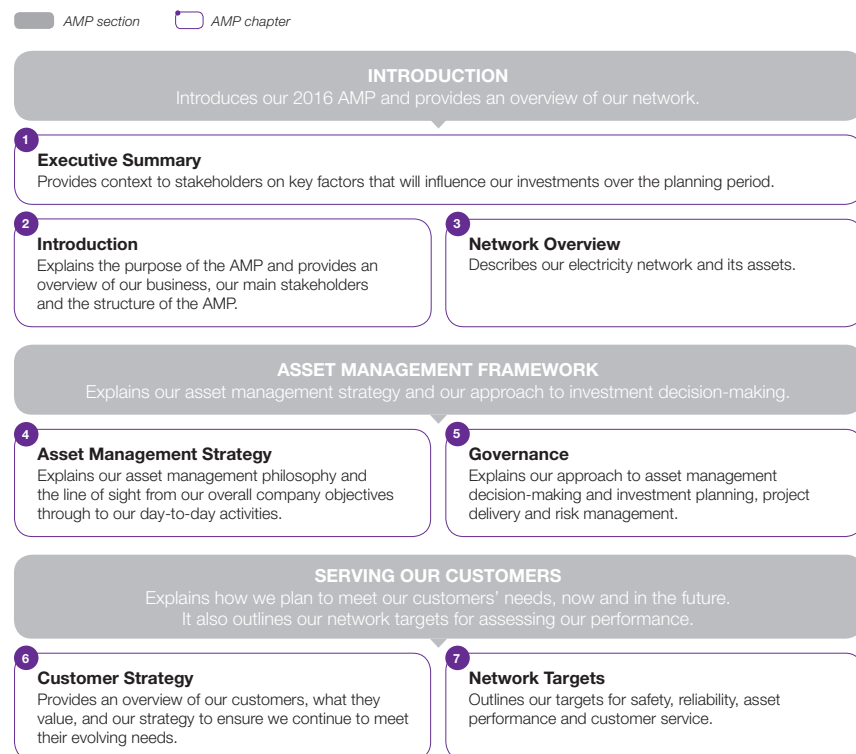 AMP section
AMP chapter
INTRODUCTION
Introduces our 2016 AMP and provides an overview of our network.
1
Executive Summary
Provides context to stakeholders on key factors that will influence our investments over the planning period.
2
Introduction
Explains the purpose of the AMP and provides an
overview of our business, our main stakeholders
and the structure of the AMP.
3
Network Overview
Describes our electricity network and its assets.
ASSET MANAGEMENT FRAMEWORK
Explains our asset management strategy and our approach to investment decision-making.
4
Asset Management Strategy
Explains our asset management philosophy and
the line of sight from our overall company objectives
through to our day-to-day activities.
5
Governance
Explains our approach to asset management
decision-making and investment planning, project
delivery and risk management.
SERVING OUR CUSTOMERS
Explains how we plan to meet our customers’ needs, now and in the future.
It also outlines our network targets for assessing our performance.
6
Customer Strategy
Provides an overview of our customers, what they
value, and our strategy to ensure we continue to meet
their evolving needs.
7
Network Targets
Outlines our targets for safety, reliability, asset
performance and customer service.